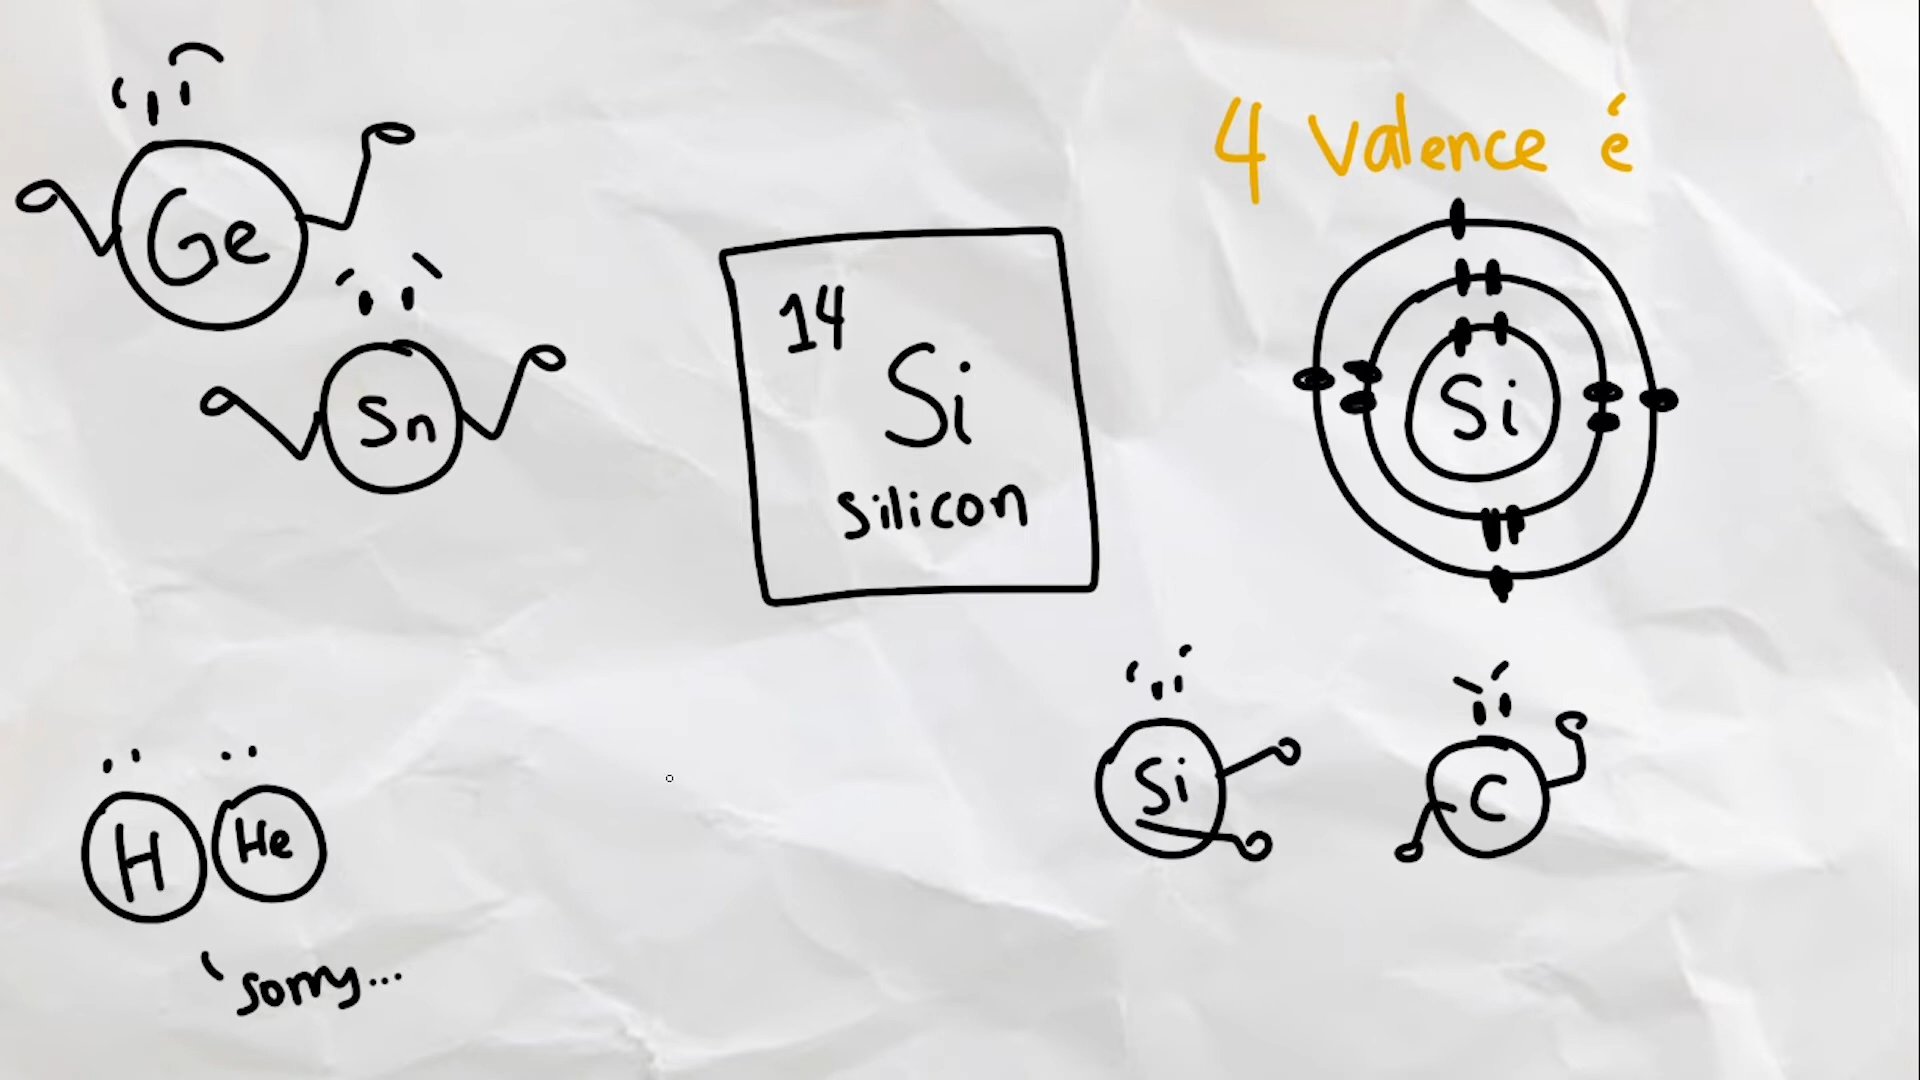 4 valence é
Ge
Sn
14
Si
silicon
Si
Si
C
H
He
'sorry...